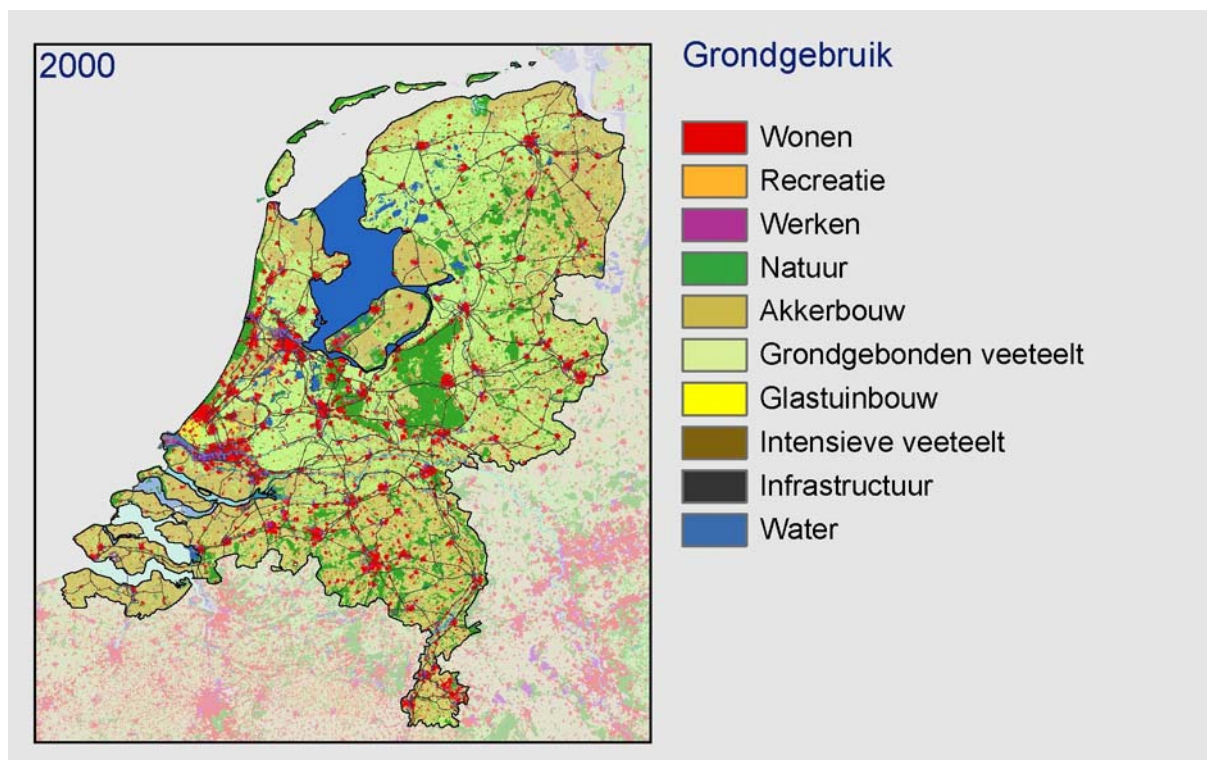 2000
Grondgebruik
Wonen
Recreatie
Werken
Natuur
Akkerbouw
Grondgebonden veeteelt
Glastuinbouw
Intensieve veeteelt
Infrastructuur
Water